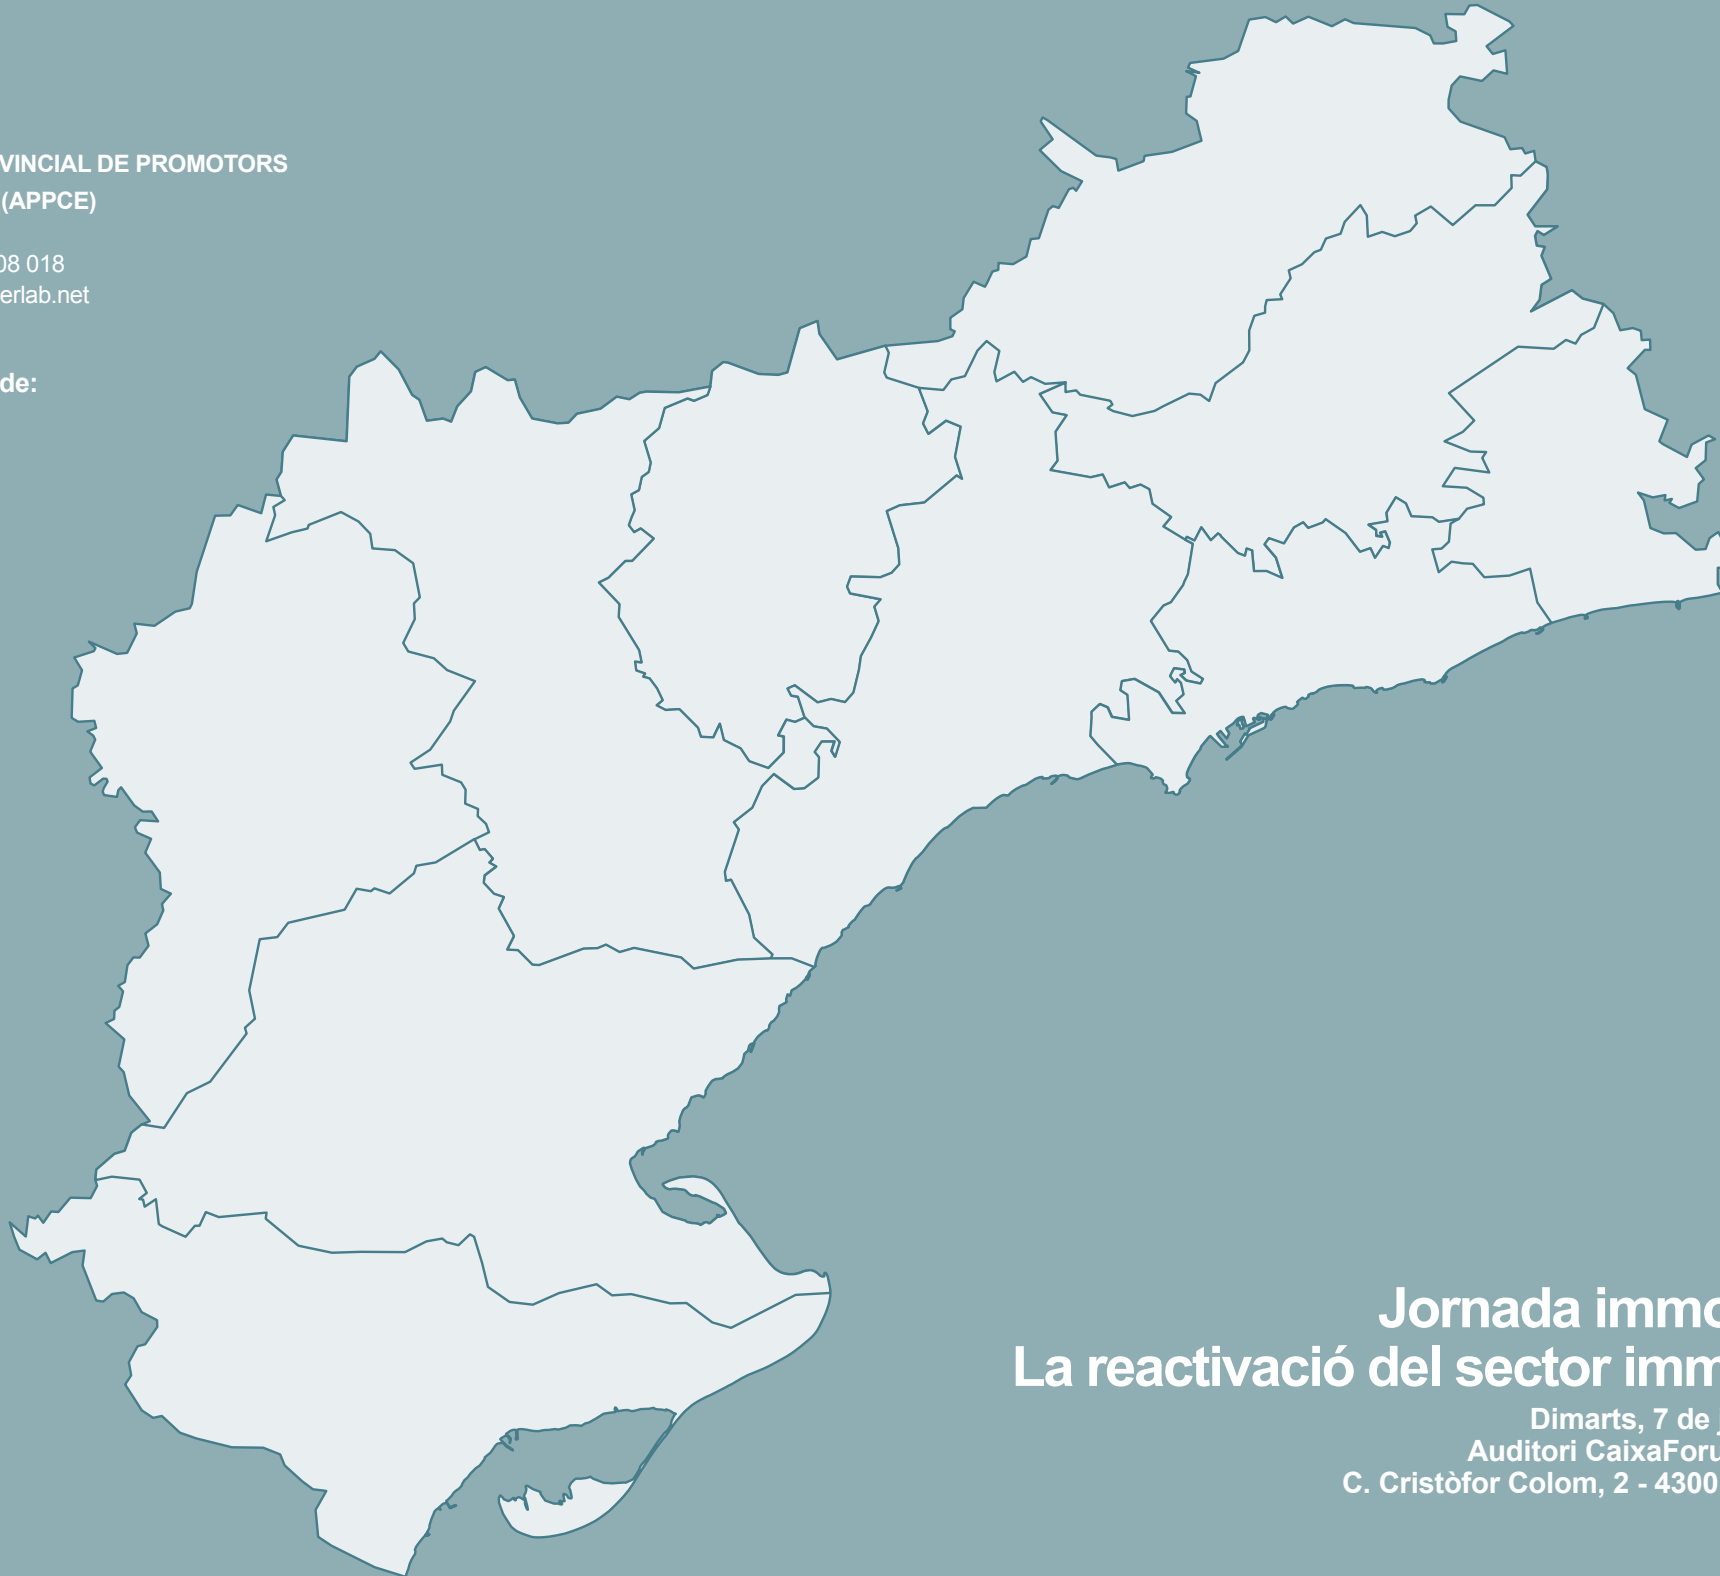 VINCIAL DE PROMOTORS
(APPCE)
08 018
erlab.net
de:
Jornada immo
La reactivació del sector imm
Dimarts, 7 de j
Auditori CaixaForu
C. Cristòfor Colom, 2 - 4300